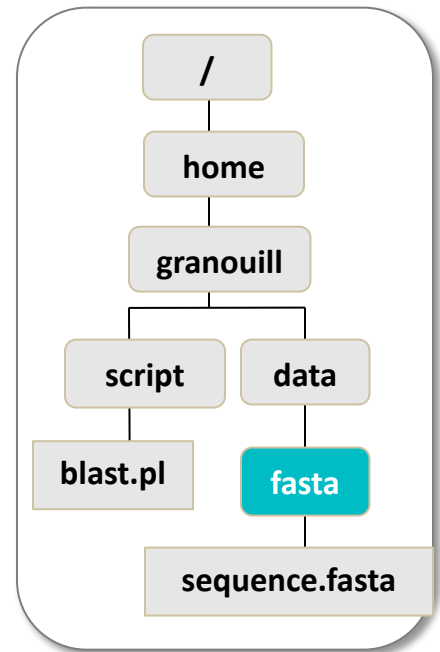 /
home
granouill
script
data
blast.pl
fasta
sequence.fasta